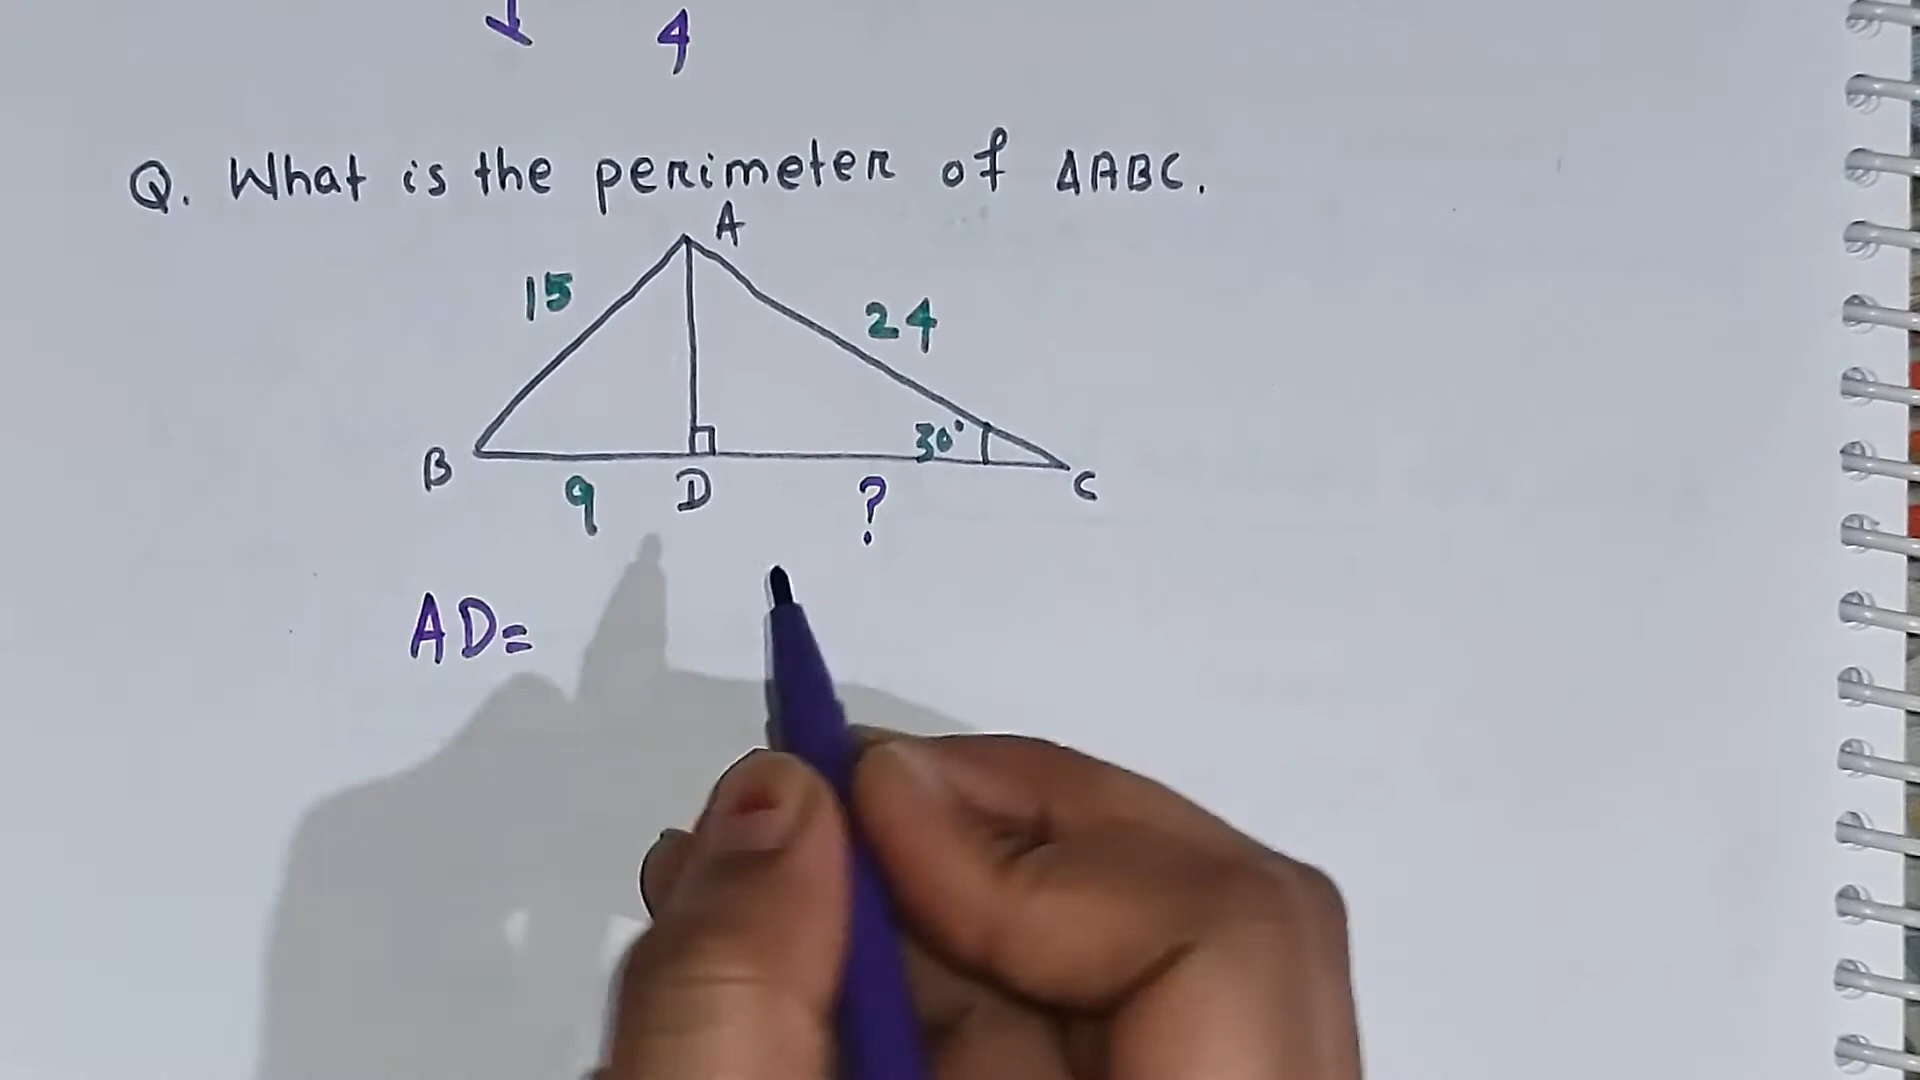 4
Q. What is the perimeter of ΔABC.
A
15
24
30°
B
C
9
D
?
AD=